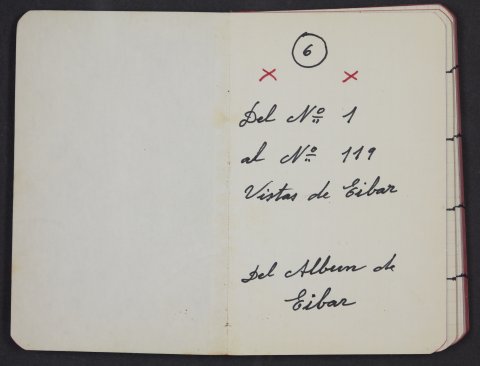 6
x x
Del Nº 1
al Nº 119
Vistas de Eibar
Del Album de
Eibar